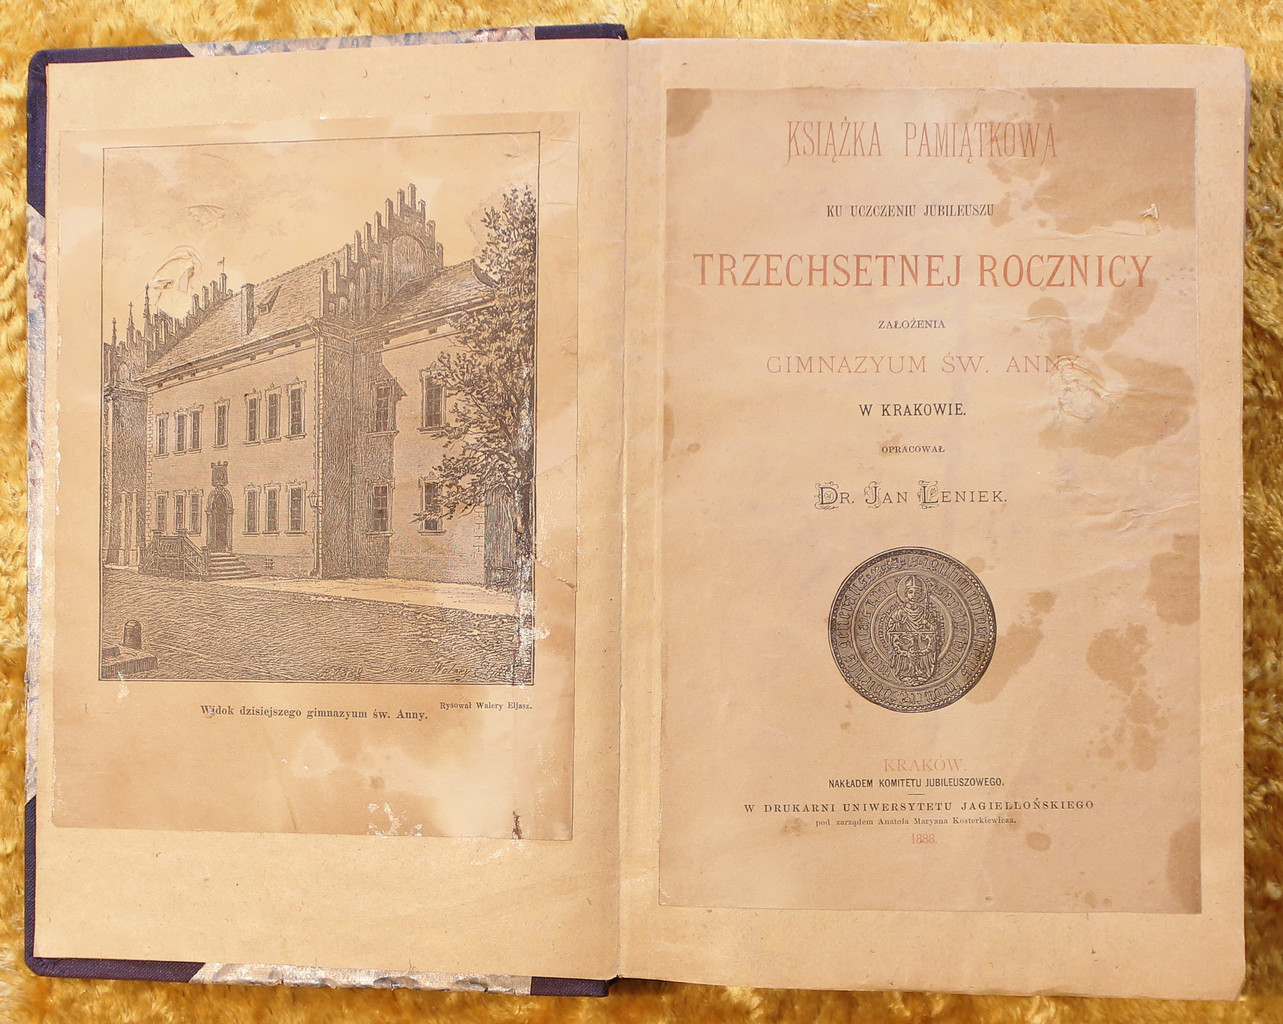 1888
Widok dzisiejszego gimnazyum św. Anny.
Rysował Walery Eljasz.
KSIĄŻKA PAMIĄTKOWA
KU UCZCZENIU JUBILEUSZU
TRZECHSETNEJ ROCZNICY
ZAŁOŻENIA
GIMNAZYUM ŚW. ANNY
W KRAKOWIE.
OPRACOWAŁ
DR. JAN LENIEK.
KRAKÓW.
NAKŁADEM KOMITETU JUBILEUSZOWEGO.
W DRUKARNI UNIWERSYTETU JAGIELLOŃSKIEGO
pod zarządem Anatola Maryana Kosterkiewicza.
1888.